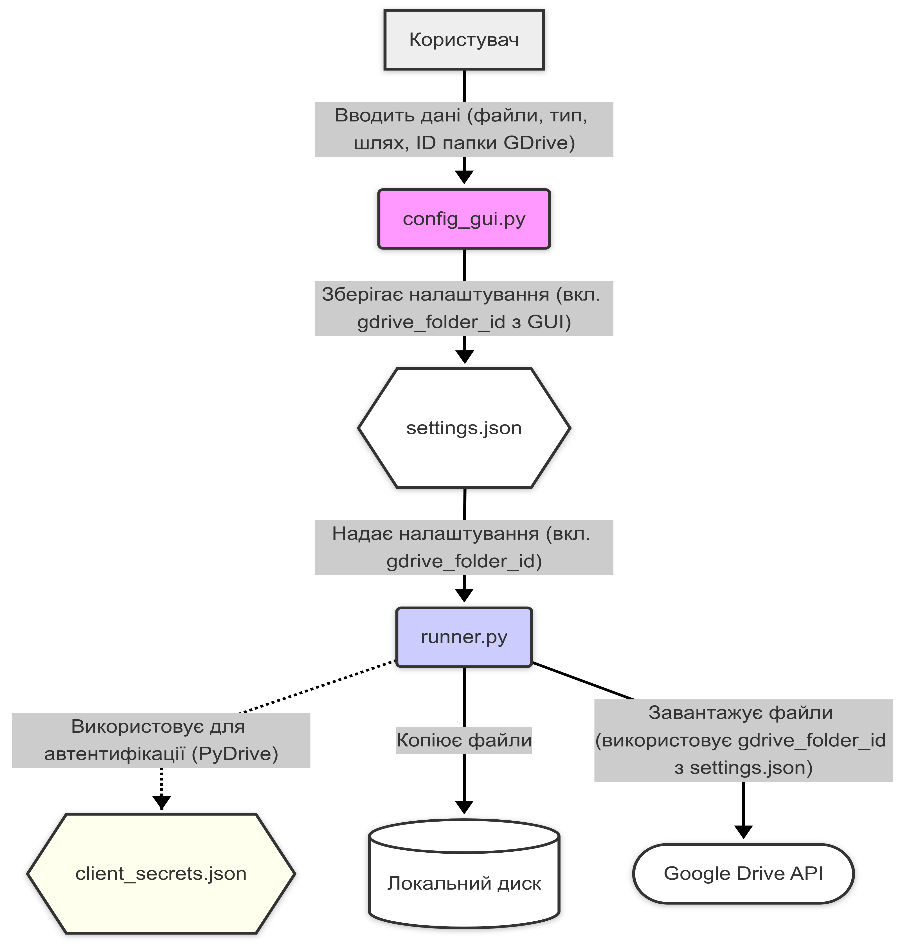 Користувач
Вводить дані (файли, тип,
шлях, ID папки GDrive)
config_gui.py
Зберігає налаштування (вкл.
gdrive_folder_id з GUI)
settings.json
Надає налаштування (вкл.
gdrive_folder_id)
runner.py
Використовує для
автентифікації (PyDrive)
Копіює файли
Завантажує файли
(використовує gdrive_folder_id
з settings.json)
client_secrets.json
Локальний диск
Google Drive API